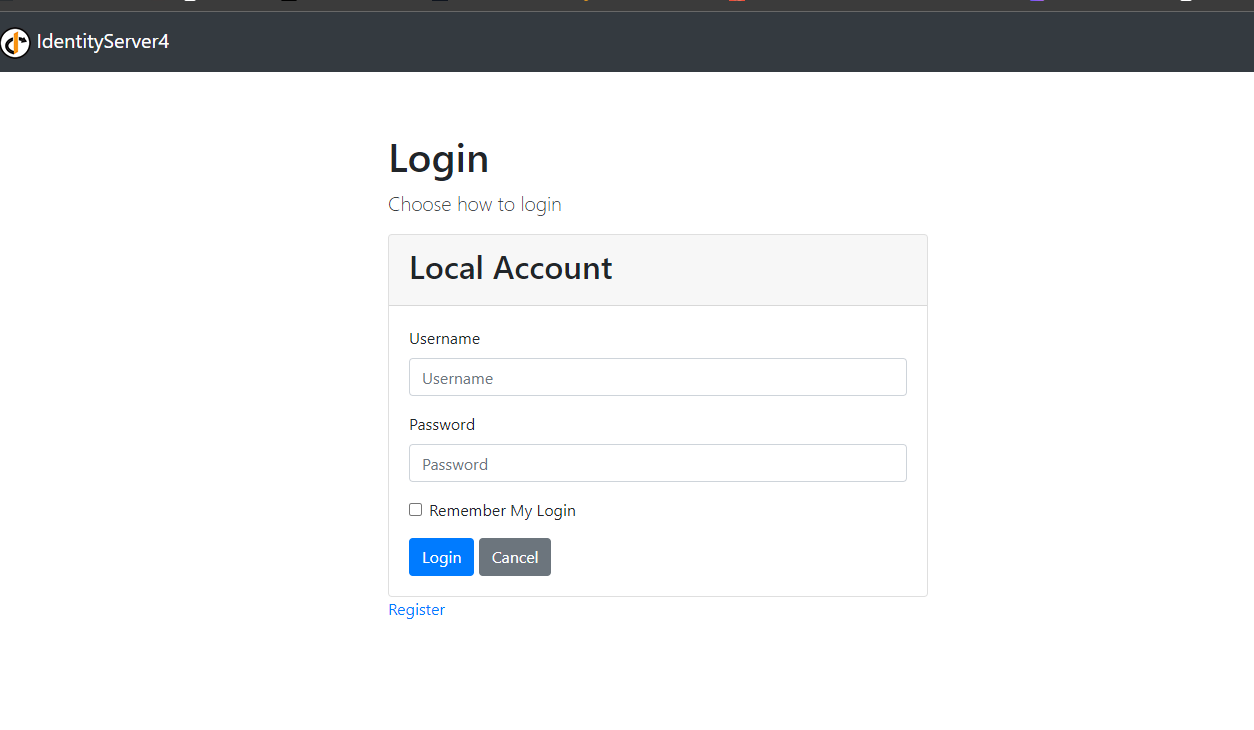 IdentityServer4
Login
Choose how to login
Local Account
Username
Username
Password
Password
Remember My Login
Login Cancel
Register